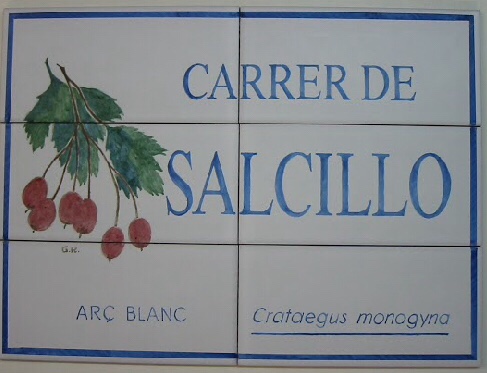 CARRER DE
SALCILLO
G.K.
ARÇ BLANC
Crataegus monogyna